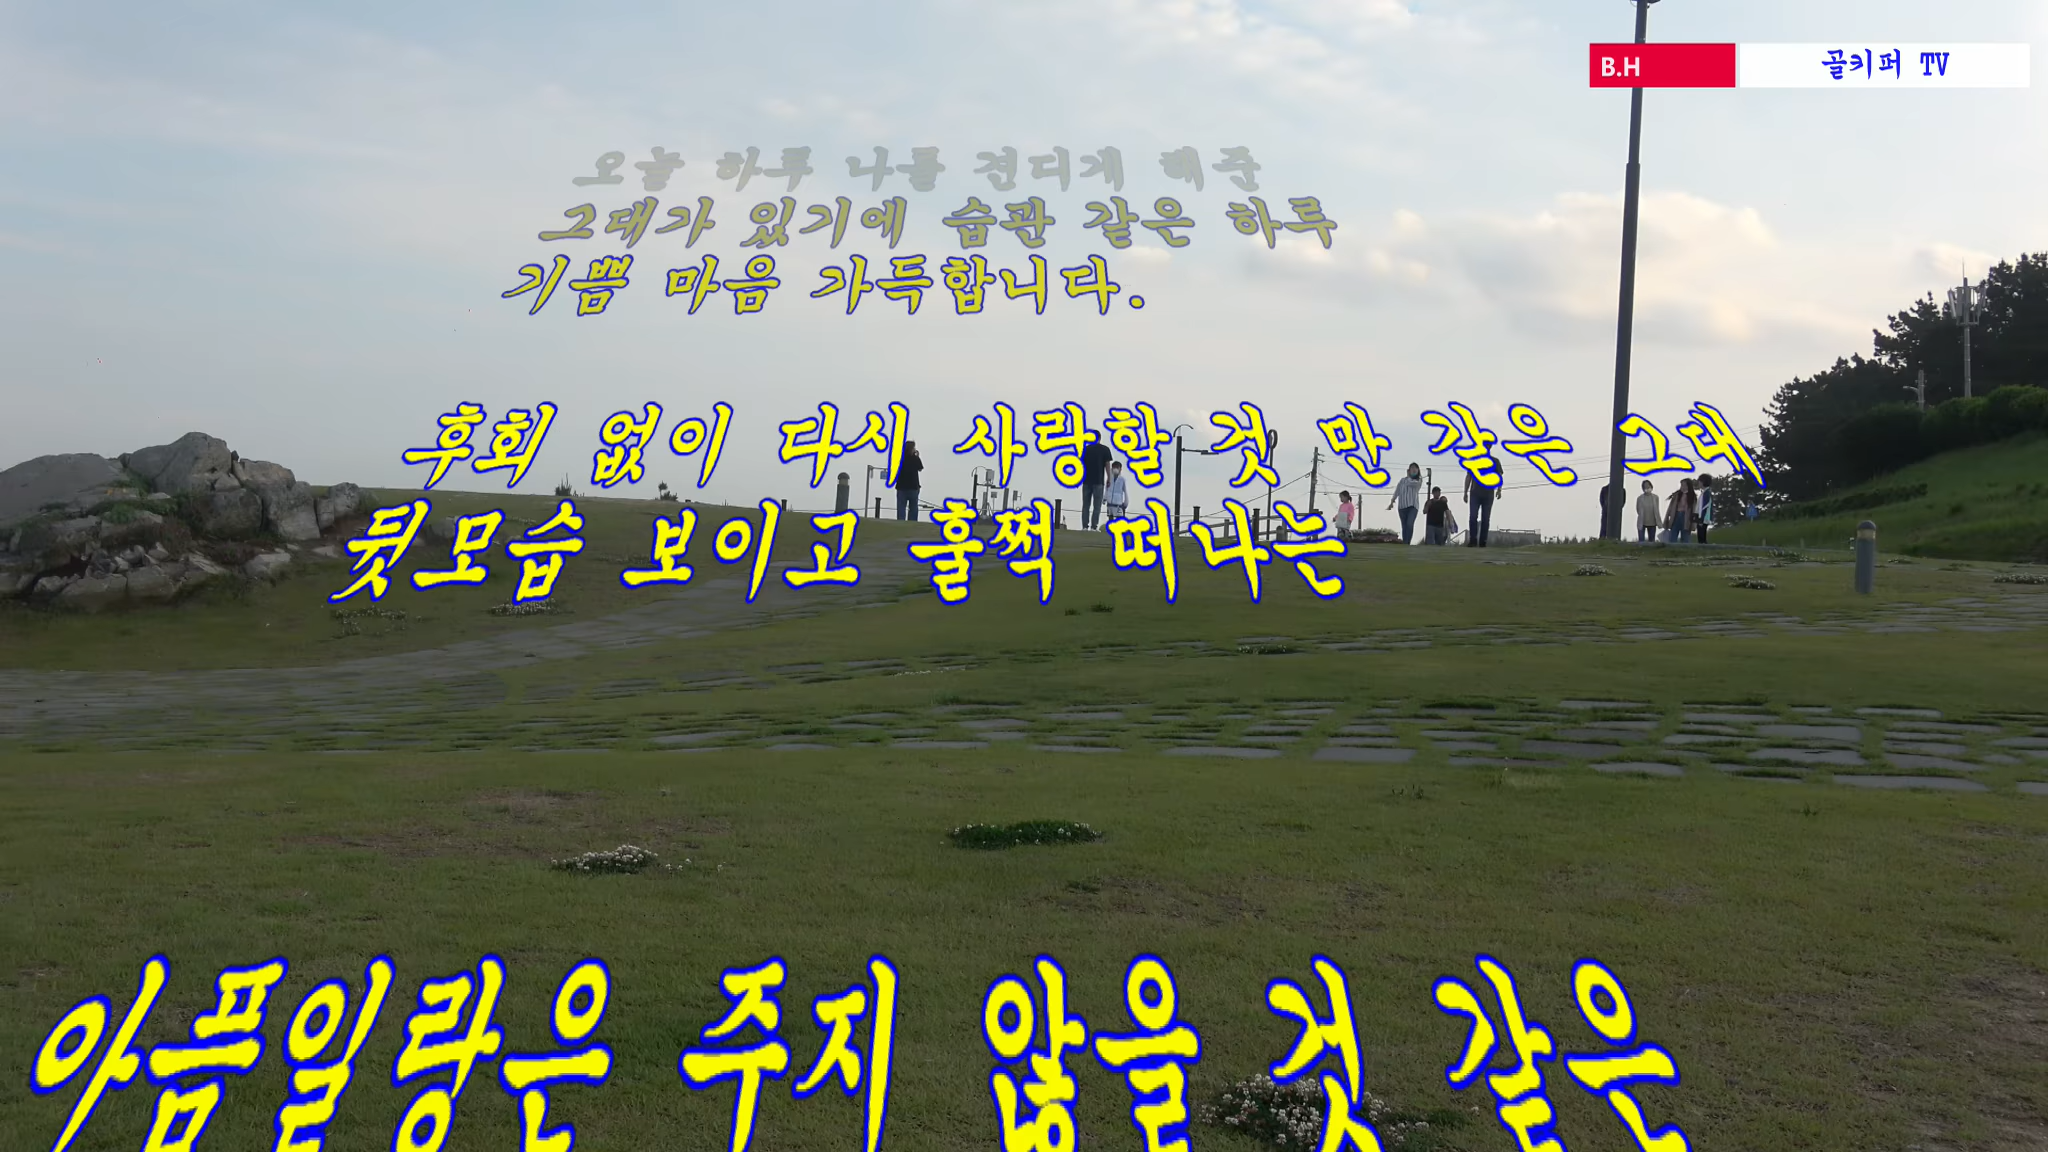 B.H 골키퍼 TV
오늘 하루 나를 견디게 해준
그대가 있기에 습관 같은 하루
기쁨 마음 가득합니다.
후회 없이 다시 사랑할 것 만 같은 그대
뒷모습 보이고 훌쩍 떠나는
아픔일랑은 주지 않을 것 같은